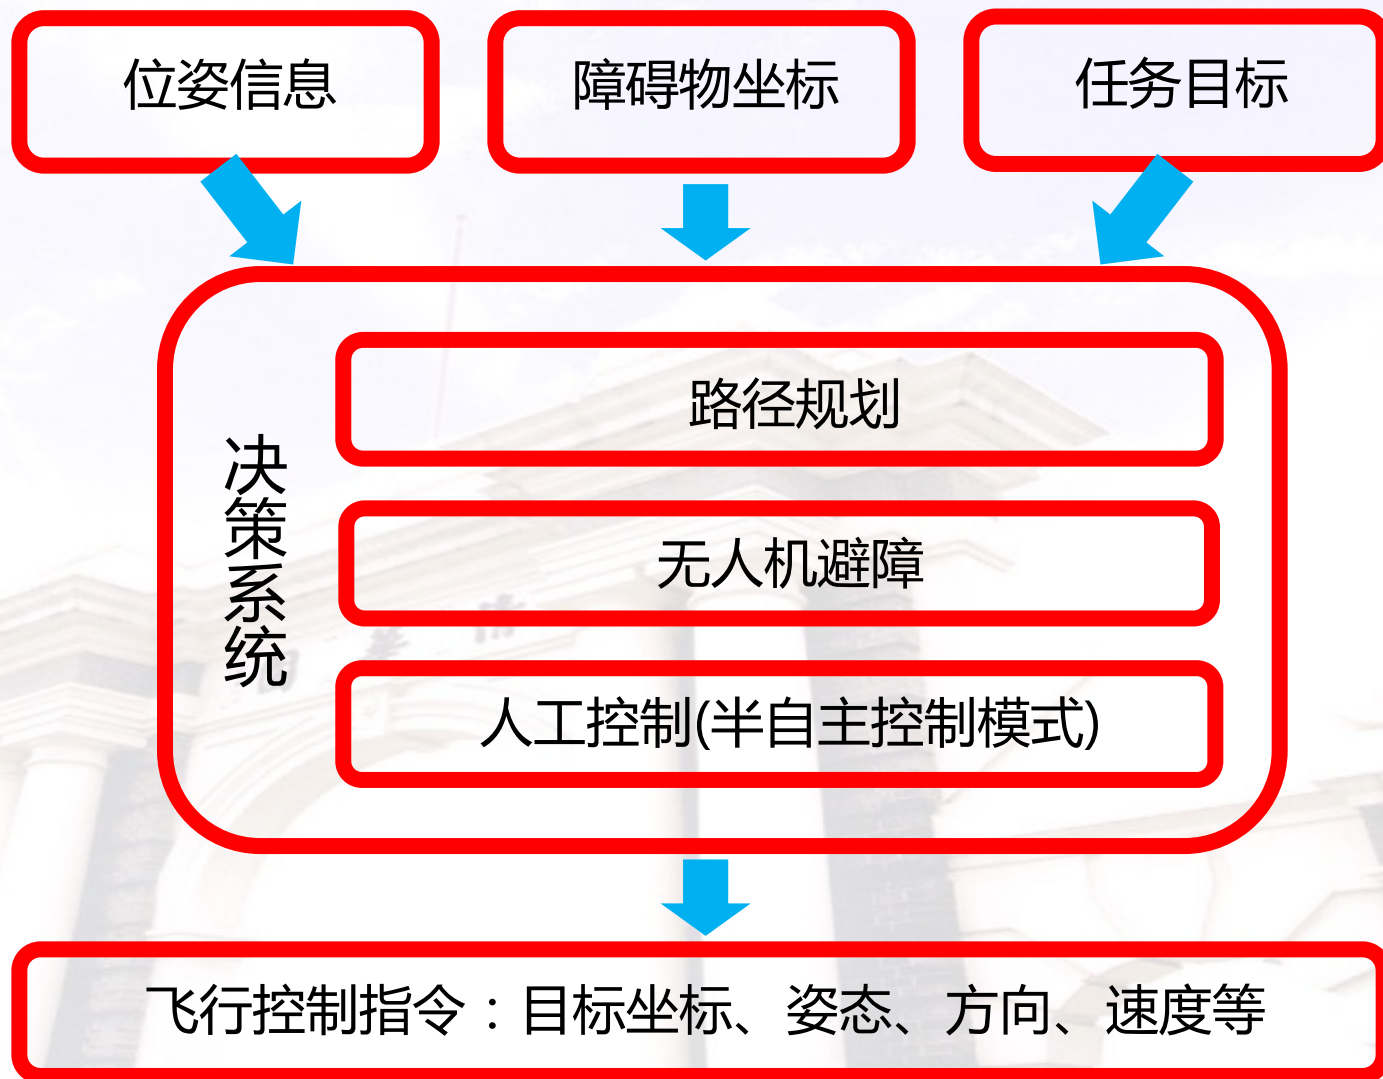 位姿信息
障碍物坐标
任务目标
决策系统
路径规划
无人机避障
人工控制(半自主控制模式)
飞行控制指令：目标坐标、姿态、方向、速度等